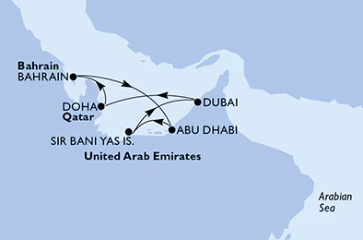 Bahrain
BAHRAIN
DOHA
Qatar
DUBAI
ABU DHABI
SIR BANI YAS IS.
United Arab Emirates
Arabian
Sea